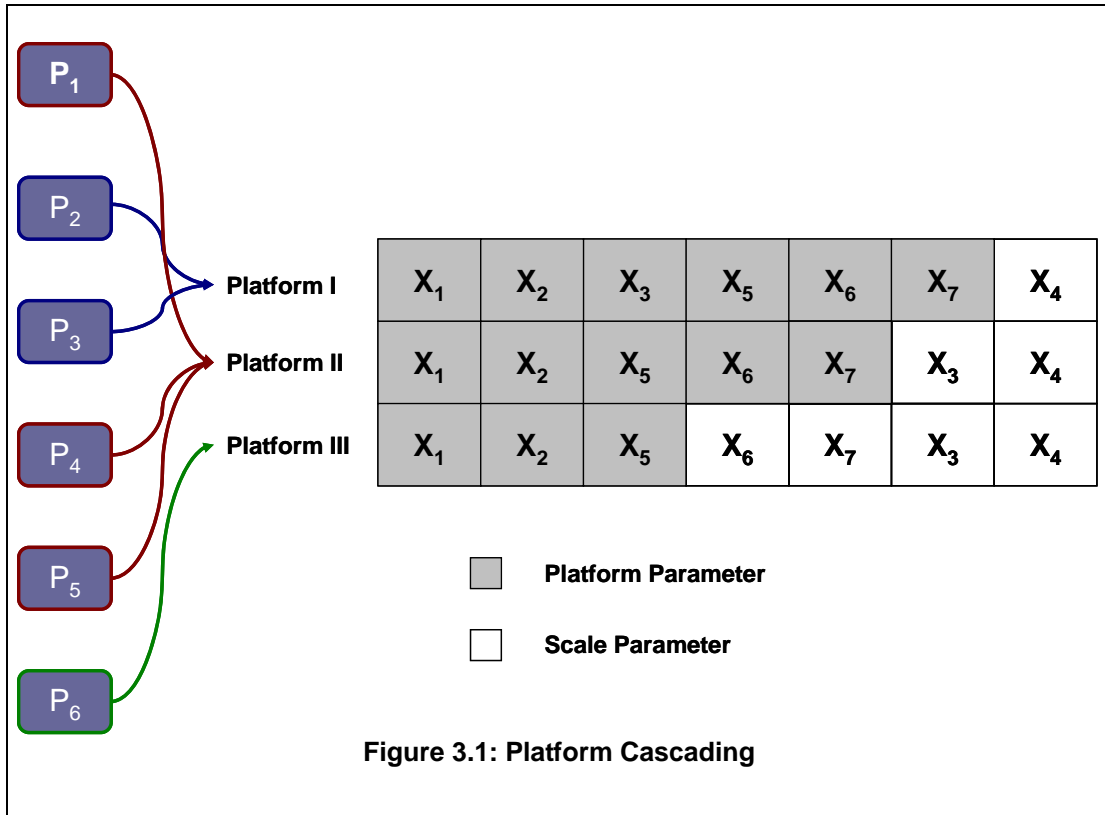 P₁
P₂
P₃
P₄
P₅
P₆
Platform I
X₁ X₂ X₃ X₅ X₆ X₇ X₄
Platform II
X₁ X₂ X₅ X₆ X₇ X₃ X₄
Platform III
X₁ X₂ X₅ X₆ X₇ X₃ X₄
Platform Parameter
Scale Parameter
Figure 3.1: Platform Cascading